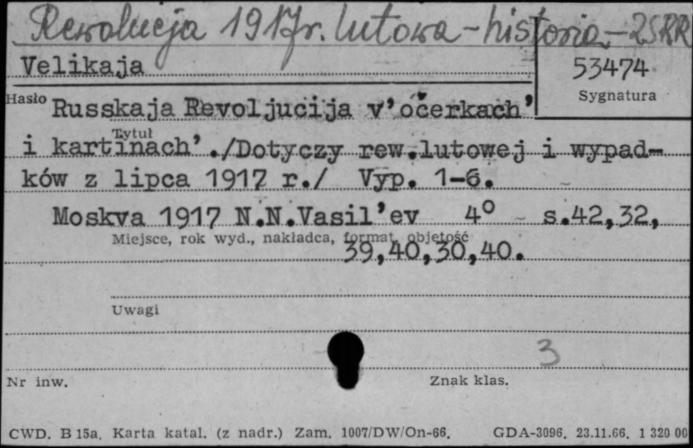 Rewolucja 1917r. lutowa - historia - ZSRR
Velikaja
53474
Sygnatura
Hasło
Russkaja Revoljucija v'očerkach'
Tytuł
i kartinach'./Dotyczy rew.lutowej i wypad-
ków z lipca 1917 r./ Vyp. 1-6.
Moskva 1917 N.N.Vasil'ev 4° s.42,32,
Miejsce, rok wyd., nakładca, format, objętość
39,40,30,40.
Uwagi
3
Nr inw.
Znak klas.
CWD. B 15a. Karta katal. (z nadr.) Zam. 1007/DW/On-66. GDA-3096. 23.11.66. 1 320 00